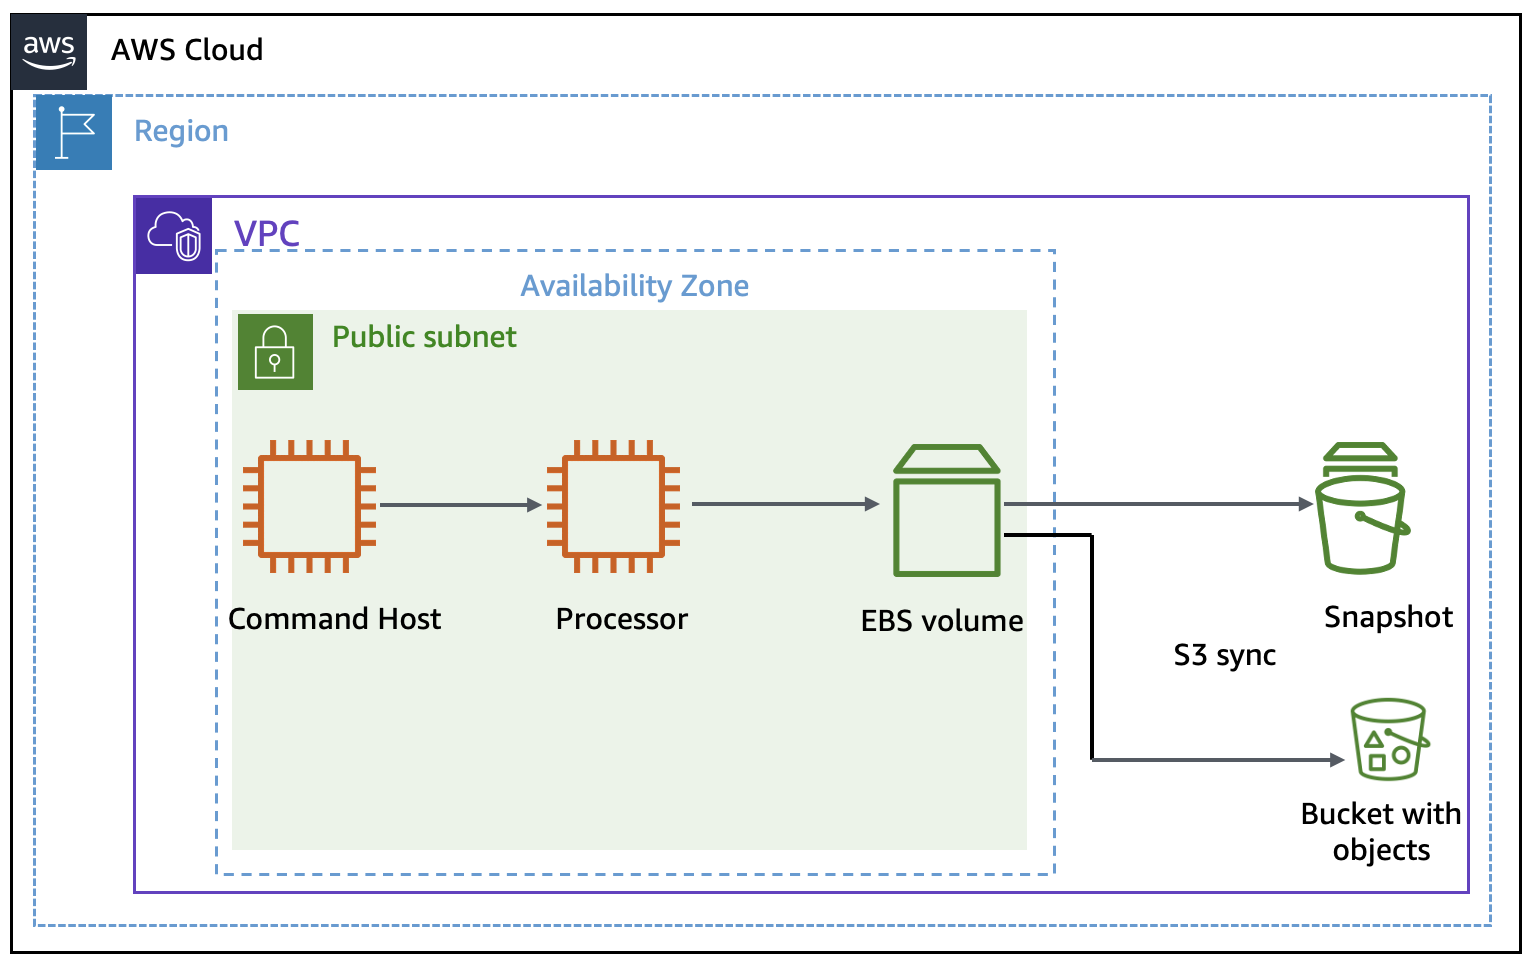 aws
AWS Cloud
Region
VPC
Availability Zone
Public subnet
Command Host
Processor
EBS volume
Snapshot
S3 sync
Bucket with
objects